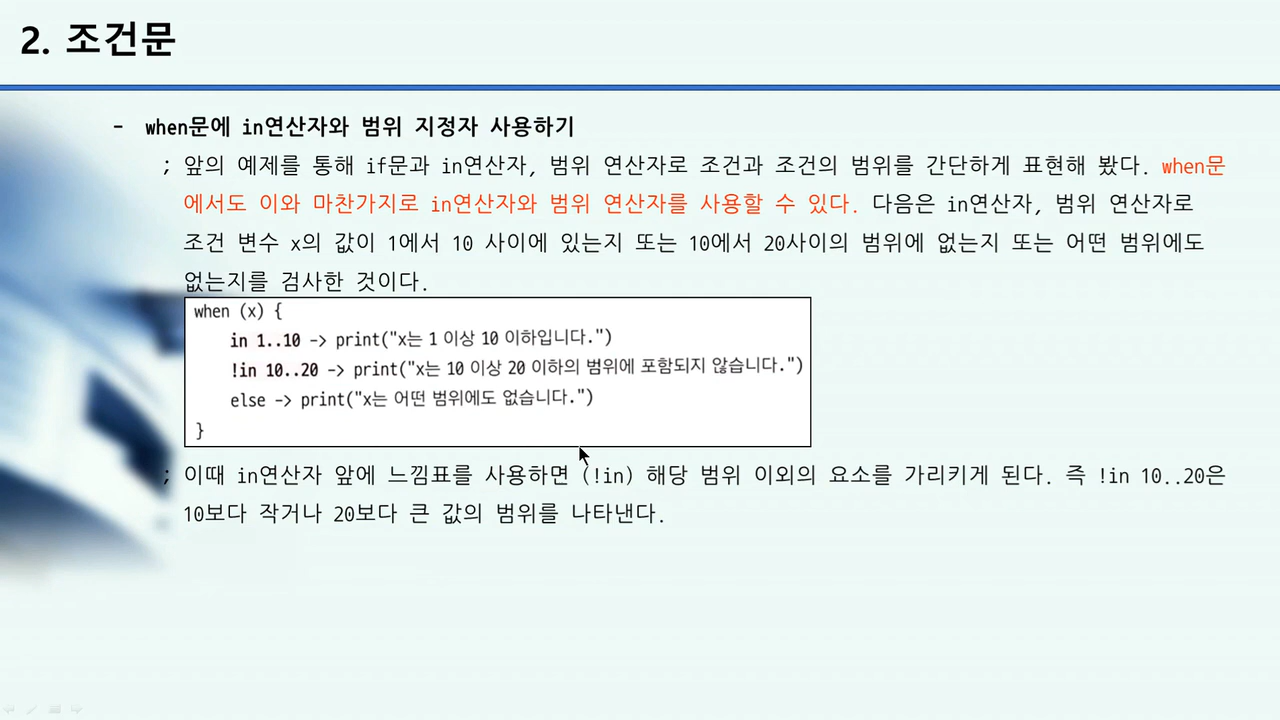 2. 조건문
- when문에 in연산자와 범위 지정자 사용하기
; 앞의 예제를 통해 if문과 in연산자, 범위 연산자로 조건과 조건의 범위를 간단하게 표현해 봤다. when문
에서도 이와 마찬가지로 in연산자와 범위 연산자를 사용할 수 있다. 다음은 in연산자, 범위 연산자로
조건 변수 x의 값이 1에서 10 사이에 있는지 또는 10에서 20사이의 범위에 없는지 또는 어떤 범위에도
없는지를 검사한 것이다.
when (x) {
in 1..10 -> print("x는 1 이상 10 이하입니다.")
!in 10..20 -> print("x는 10 이상 20 이하의 범위에 포함되지 않습니다.")
else -> print("x는 어떤 범위에도 없습니다.")
}
; 이때 in연산자 앞에 느낌표를 사용하면 (!in) 해당 범위 이외의 요소를 가리키게 된다. 즉 !in 10..20은
10보다 작거나 20보다 큰 값의 범위를 나타낸다.